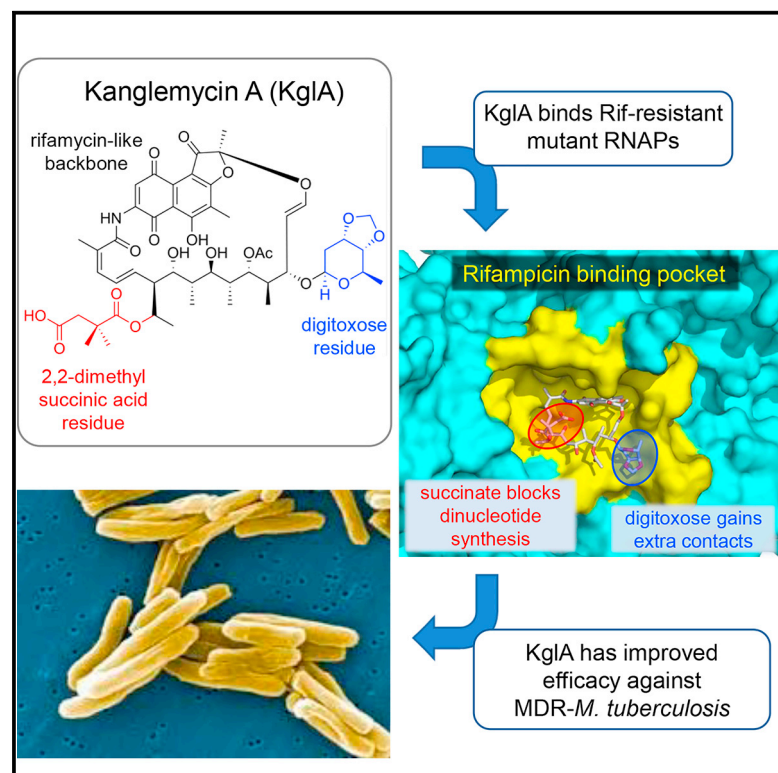 Kanglemycin A (KglA)
rifamycin-like
backbone
O
O
O
O
O
HN
O
O
OH
OH
OH
OAc
O
H
O
O
O
HO
O
O
O
2,2-dimethyl
succinic acid
residue
digitoxose
residue
KglA binds Rif-resistant
mutant RNAPs
Rifampicin binding pocket
succinate blocks
dinucleotide
synthesis
digitoxose gains
extra contacts
KglA has improved
efficacy against
MDR-M. tuberculosis